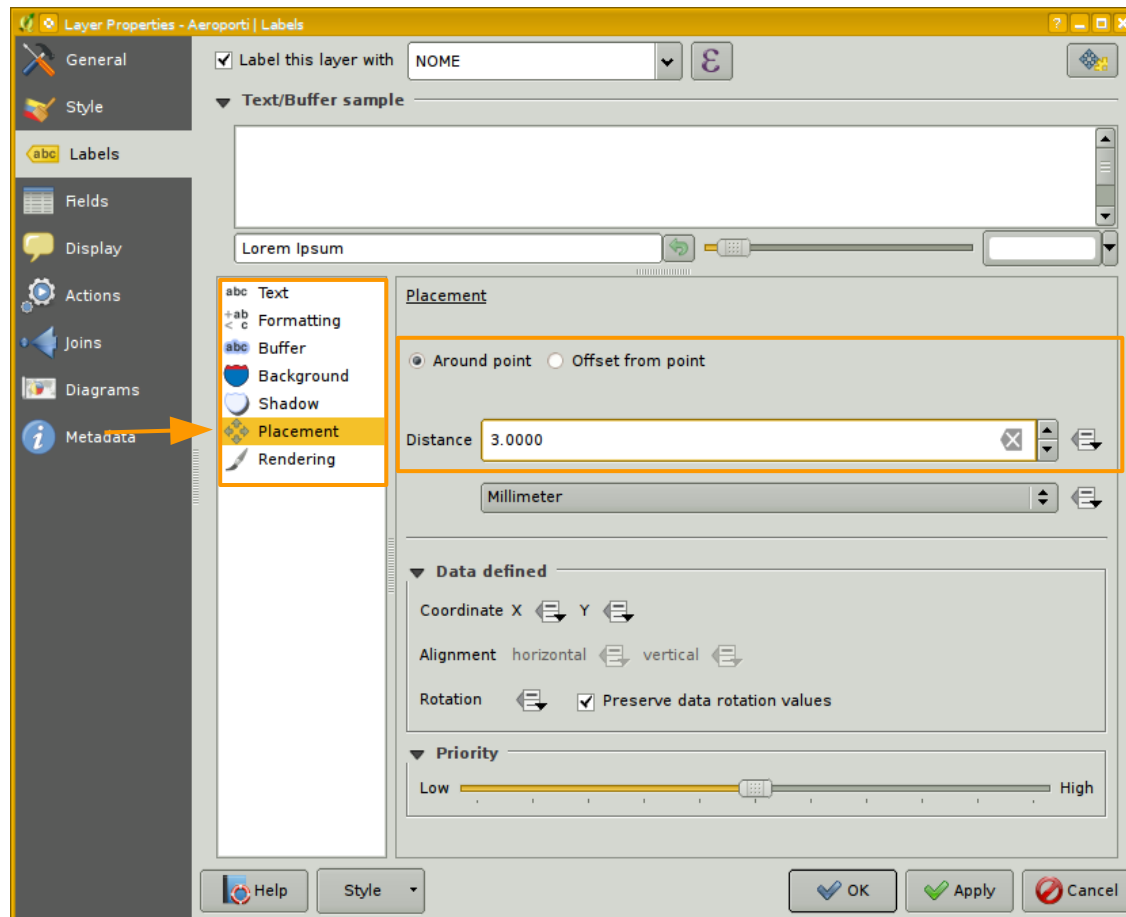 Layer Properties - Aeroporti | Labels
General
Style
Labels
Fields
Display
Actions
Joins
Diagrams
Metadata
Label this layer with NOME ε
Text/Buffer sample
Lorem Ipsum
abc Text
+ab < c Formatting
abc Buffer
Background
Shadow
Placement
Rendering
Placement
Around point Offset from point
Distance 3.0000
Millimeter
Data defined
Coordinate X Y
Alignment horizontal vertical
Rotation Preserve data rotation values
Priority
Low High
Help Style OK Apply Cancel